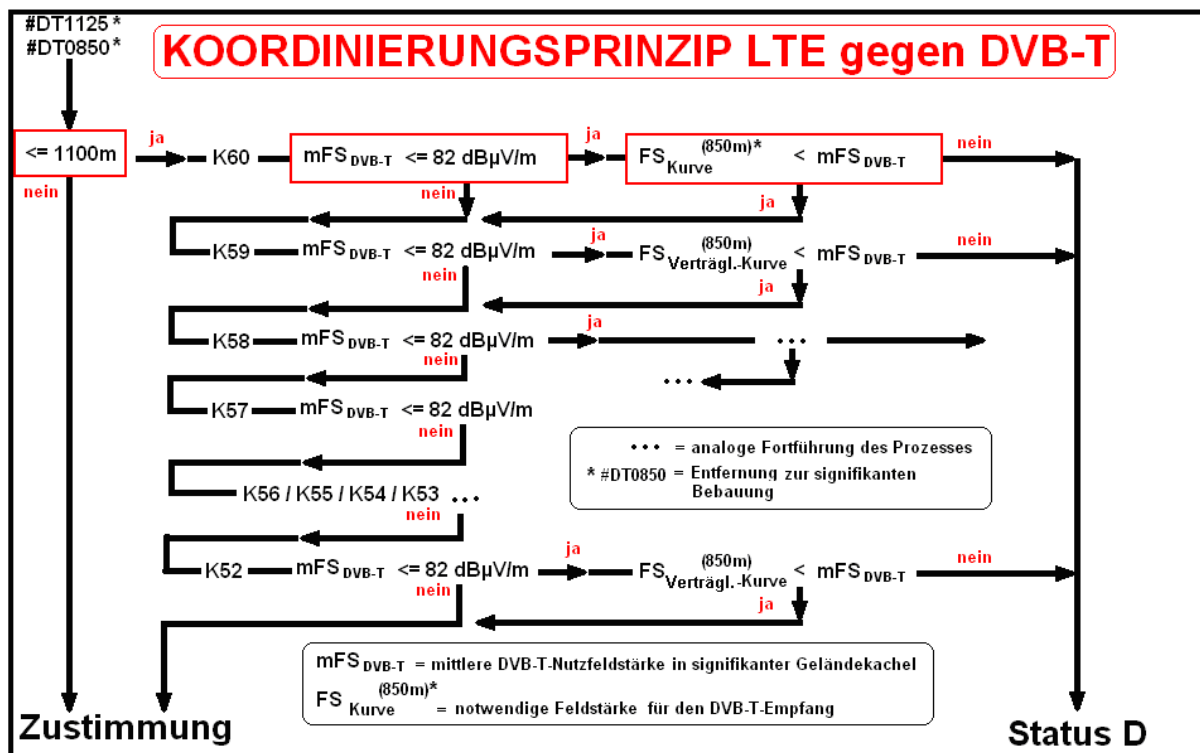 #DT1125 *
#DT0850 *
KOORDINIERUNGSPRINZIP LTE gegen DVB-T
<= 1100m
ja
K60
mFS DVB-T <= 82 dBµV/m
ja
FS Kurve (850m)* < mFS DVB-T
nein
nein
nein
ja
K59
mFS DVB-T <= 82 dBµV/m
ja
FS Verträgl.-Kurve (850m) < mFS DVB-T
nein
nein
ja
K58
mFS DVB-T <= 82 dBµV/m
ja
...
nein
...
K57
mFS DVB-T <= 82 dBµV/m
nein
... = analoge Fortführung des Prozesses
* #DT0850 = Entfernung zur signifikanten
Bebauung
K56 / K55 / K54 / K53 ...
nein
K52
mFS DVB-T <= 82 dBµV/m
ja
FS Verträgl.-Kurve (850m) < mFS DVB-T
nein
nein
ja
mFS DVB-T = mittlere DVB-T-Nutzfeldstärke in signifikanter Geländekachel
FS Kurve (850m)* = notwendige Feldstärke für den DVB-T-Empfang
Zustimmung
Status D